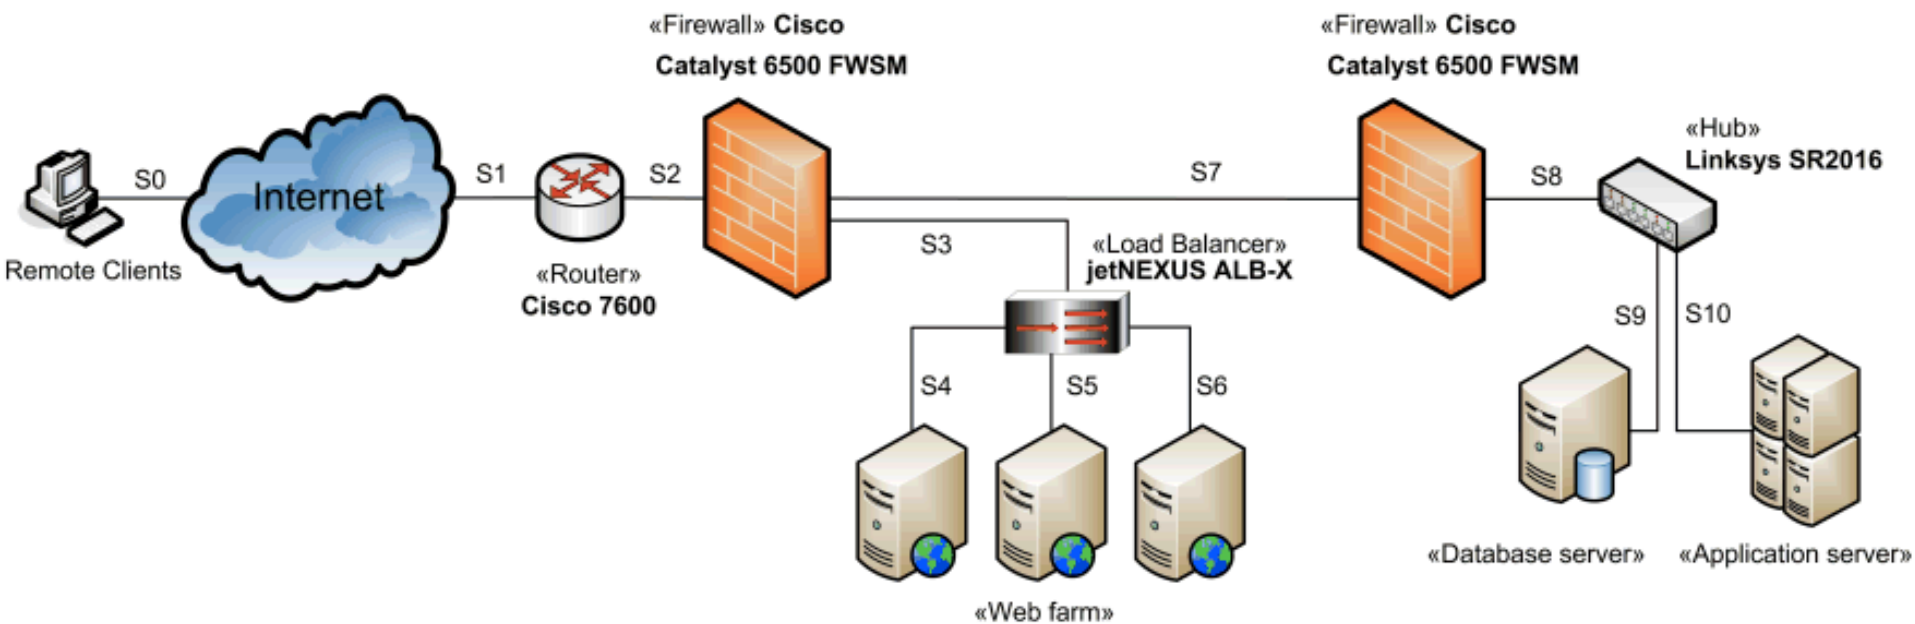 «Firewall» Cisco
Catalyst 6500 FWSM
«Firewall» Cisco
Catalyst 6500 FWSM
«Hub»
Linksys SR2016
S0
Internet
S1
S2
S7
S8
Remote Clients
«Router»
Cisco 7600
S3
«Load Balancer»
jetNEXUS ALB-X
S9
S10
S4
S5
S6
«Database server»
«Application server»
«Web farm»